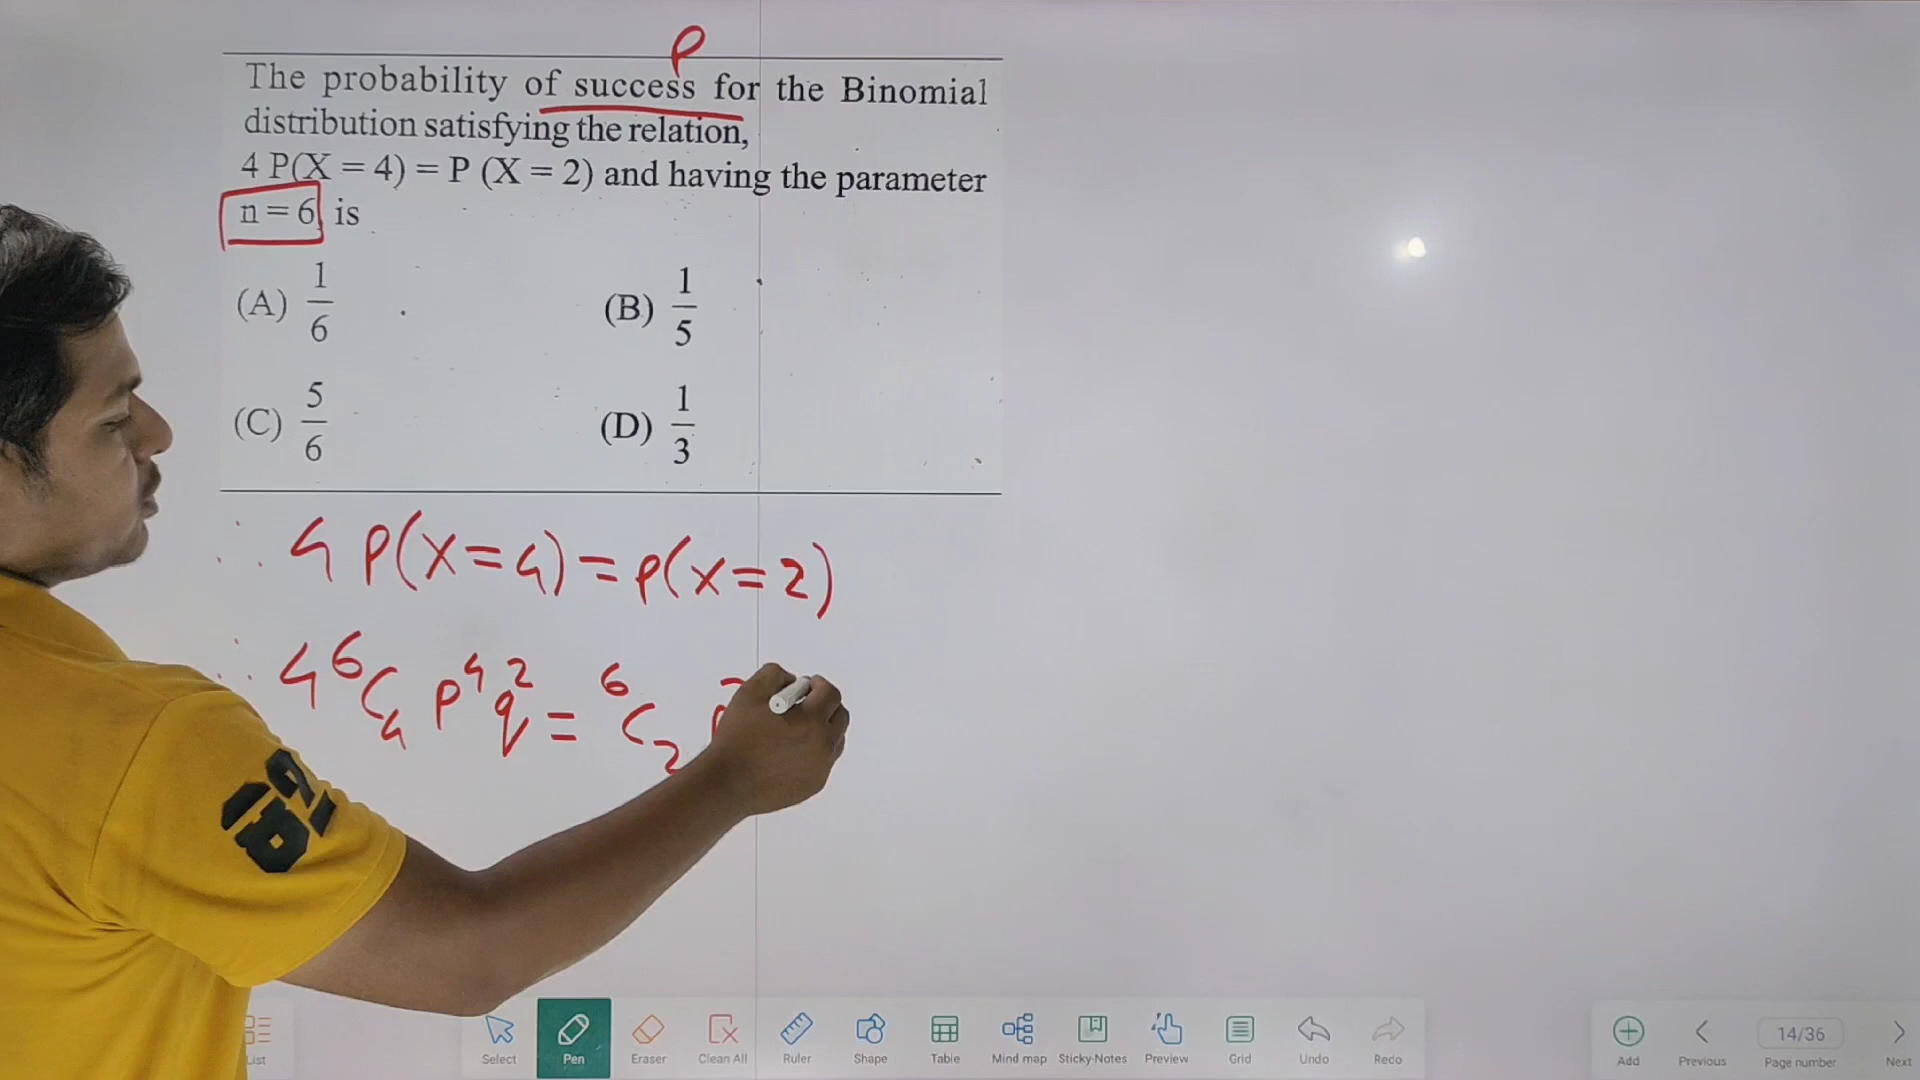 P
The probability of success for the Binomial
distribution satisfying the relation,
4 P(X = 4) = P (X = 2) and having the parameter
n = 6, is
(A) 1/6
(B) 1/5
(C) 5/6
(D) 1/3
∴ 4 P(X=4) = P(X=2)
∴ 4 ⁶C₄ P⁴ q² = ⁶C₂
List
Select
Pen
Eraser
Clean All
Ruler
Shape
Table
Mind map
Sticky Notes
Preview
Grid
Undo
Redo
Add
Previous
14/36
Page number
Next